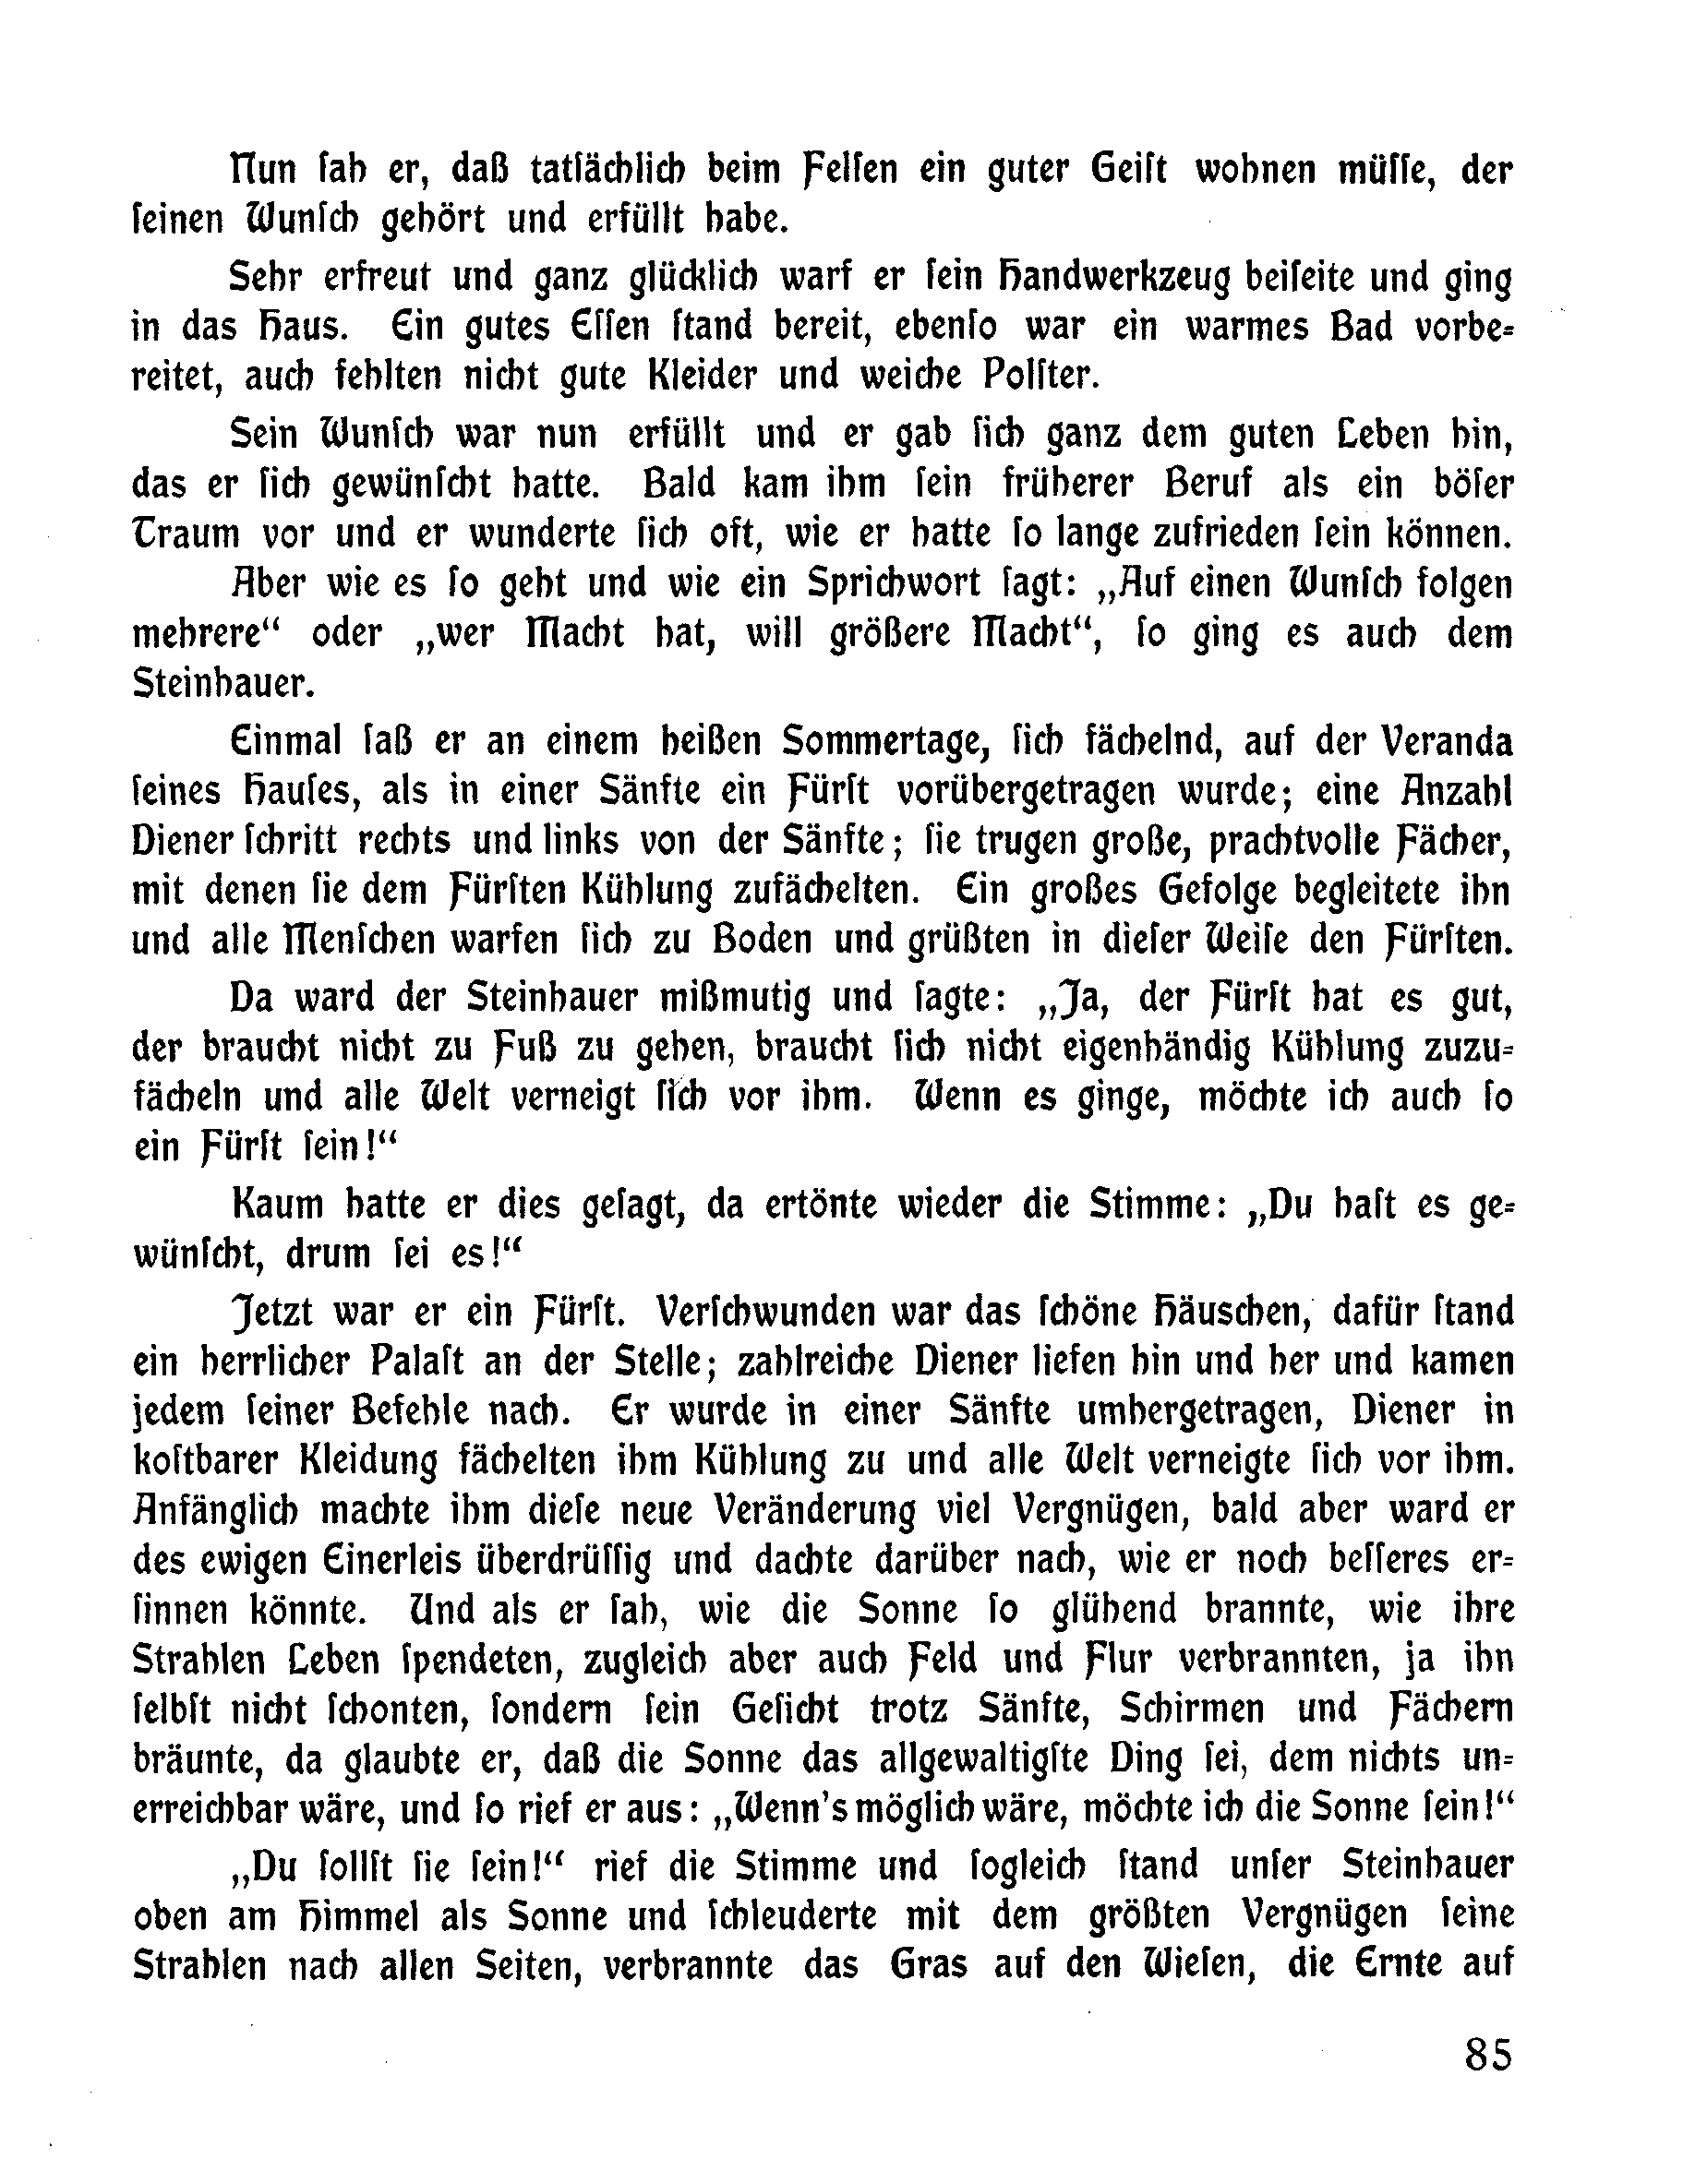 Nun ſah er, daß tatſächlich beim Felſen ein guter Geiſt wohnen müſſe, der
ſeinen Wunſch gehört und erfüllt habe.
Sehr erfreut und ganz glücklich warf er ſein Handwerkzeug beiſeite und ging
in das Haus. Ein gutes Eſſen ſtand bereit, ebenſo war ein warmes Bad vorbe-
reitet, auch fehlten nicht gute Kleider und weiche Polſter.
Sein Wunſch war nun erfüllt und er gab ſich ganz dem guten Leben hin,
das er ſich gewünſcht hatte. Bald kam ihm ſein früherer Beruf als ein böſer
Traum vor und er wunderte ſich oft, wie er hatte ſo lange zufrieden ſein können.
Aber wie es ſo geht und wie ein Sprichwort ſagt: „Auf einen Wunſch folgen
mehrere“ oder „wer Macht hat, will größere Macht“, ſo ging es auch dem
Steinhauer.
Einmal ſaß er an einem heißen Sommertage, ſich fächelnd, auf der Veranda
ſeines Hauſes, als in einer Sänfte ein Fürſt vorübergetragen wurde; eine Anzahl
Diener ſchritt rechts und links von der Sänfte; ſie trugen große, prachtvolle Fächer,
mit denen ſie dem Fürſten Kühlung zufächelten. Ein großes Gefolge begleitete ihn
und alle Menſchen warfen ſich zu Boden und grüßten in dieſer Weiſe den Fürſten.
Da ward der Steinhauer mißmutig und ſagte: „Ja, der Fürſt hat es gut,
der braucht nicht zu Fuß zu gehen, braucht ſich nicht eigenhändig Kühlung zuzu-
fächeln und alle Welt verneigt ſich vor ihm. Wenn es ginge, möchte ich auch ſo
ein Fürſt ſein!“
Kaum hatte er dies geſagt, da ertönte wieder die Stimme: „Du haſt es ge-
wünſcht, drum ſei es!“
Jetzt war er ein Fürſt. Verſchwunden war das ſchöne Häuschen, dafür ſtand
ein herrlicher Palaſt an der Stelle; zahlreiche Diener liefen hin und her und kamen
jedem ſeiner Befehle nach. Er wurde in einer Sänfte umhergetragen, Diener in
koſtbarer Kleidung fächelten ihm Kühlung zu und alle Welt verneigte ſich vor ihm.
Anfänglich machte ihm dieſe neue Veränderung viel Vergnügen, bald aber ward er
des ewigen Einerleis überdrüſſig und dachte darüber nach, wie er noch beſſeres er-
ſinnen könnte. Und als er ſah, wie die Sonne ſo glühend brannte, wie ihre
Strahlen Leben ſpendeten, zugleich aber auch Feld und Flur verbrannten, ja ihn
ſelbſt nicht ſchonten, ſondern ſein Geſicht trotz Sänfte, Schirmen und Fächern
bräunte, da glaubte er, daß die Sonne das allgewaltigſte Ding ſei, dem nichts un-
erreichbar wäre, und ſo rief er aus: „Wenn's möglich wäre, möchte ich die Sonne ſein!“
„Du ſollſt ſie ſein!“ rief die Stimme und ſogleich ſtand unſer Steinhauer
oben am Himmel als Sonne und ſchleuderte mit dem größten Vergnügen ſeine
Strahlen nach allen Seiten, verbrannte das Gras auf den Wieſen, die Ernte auf
85